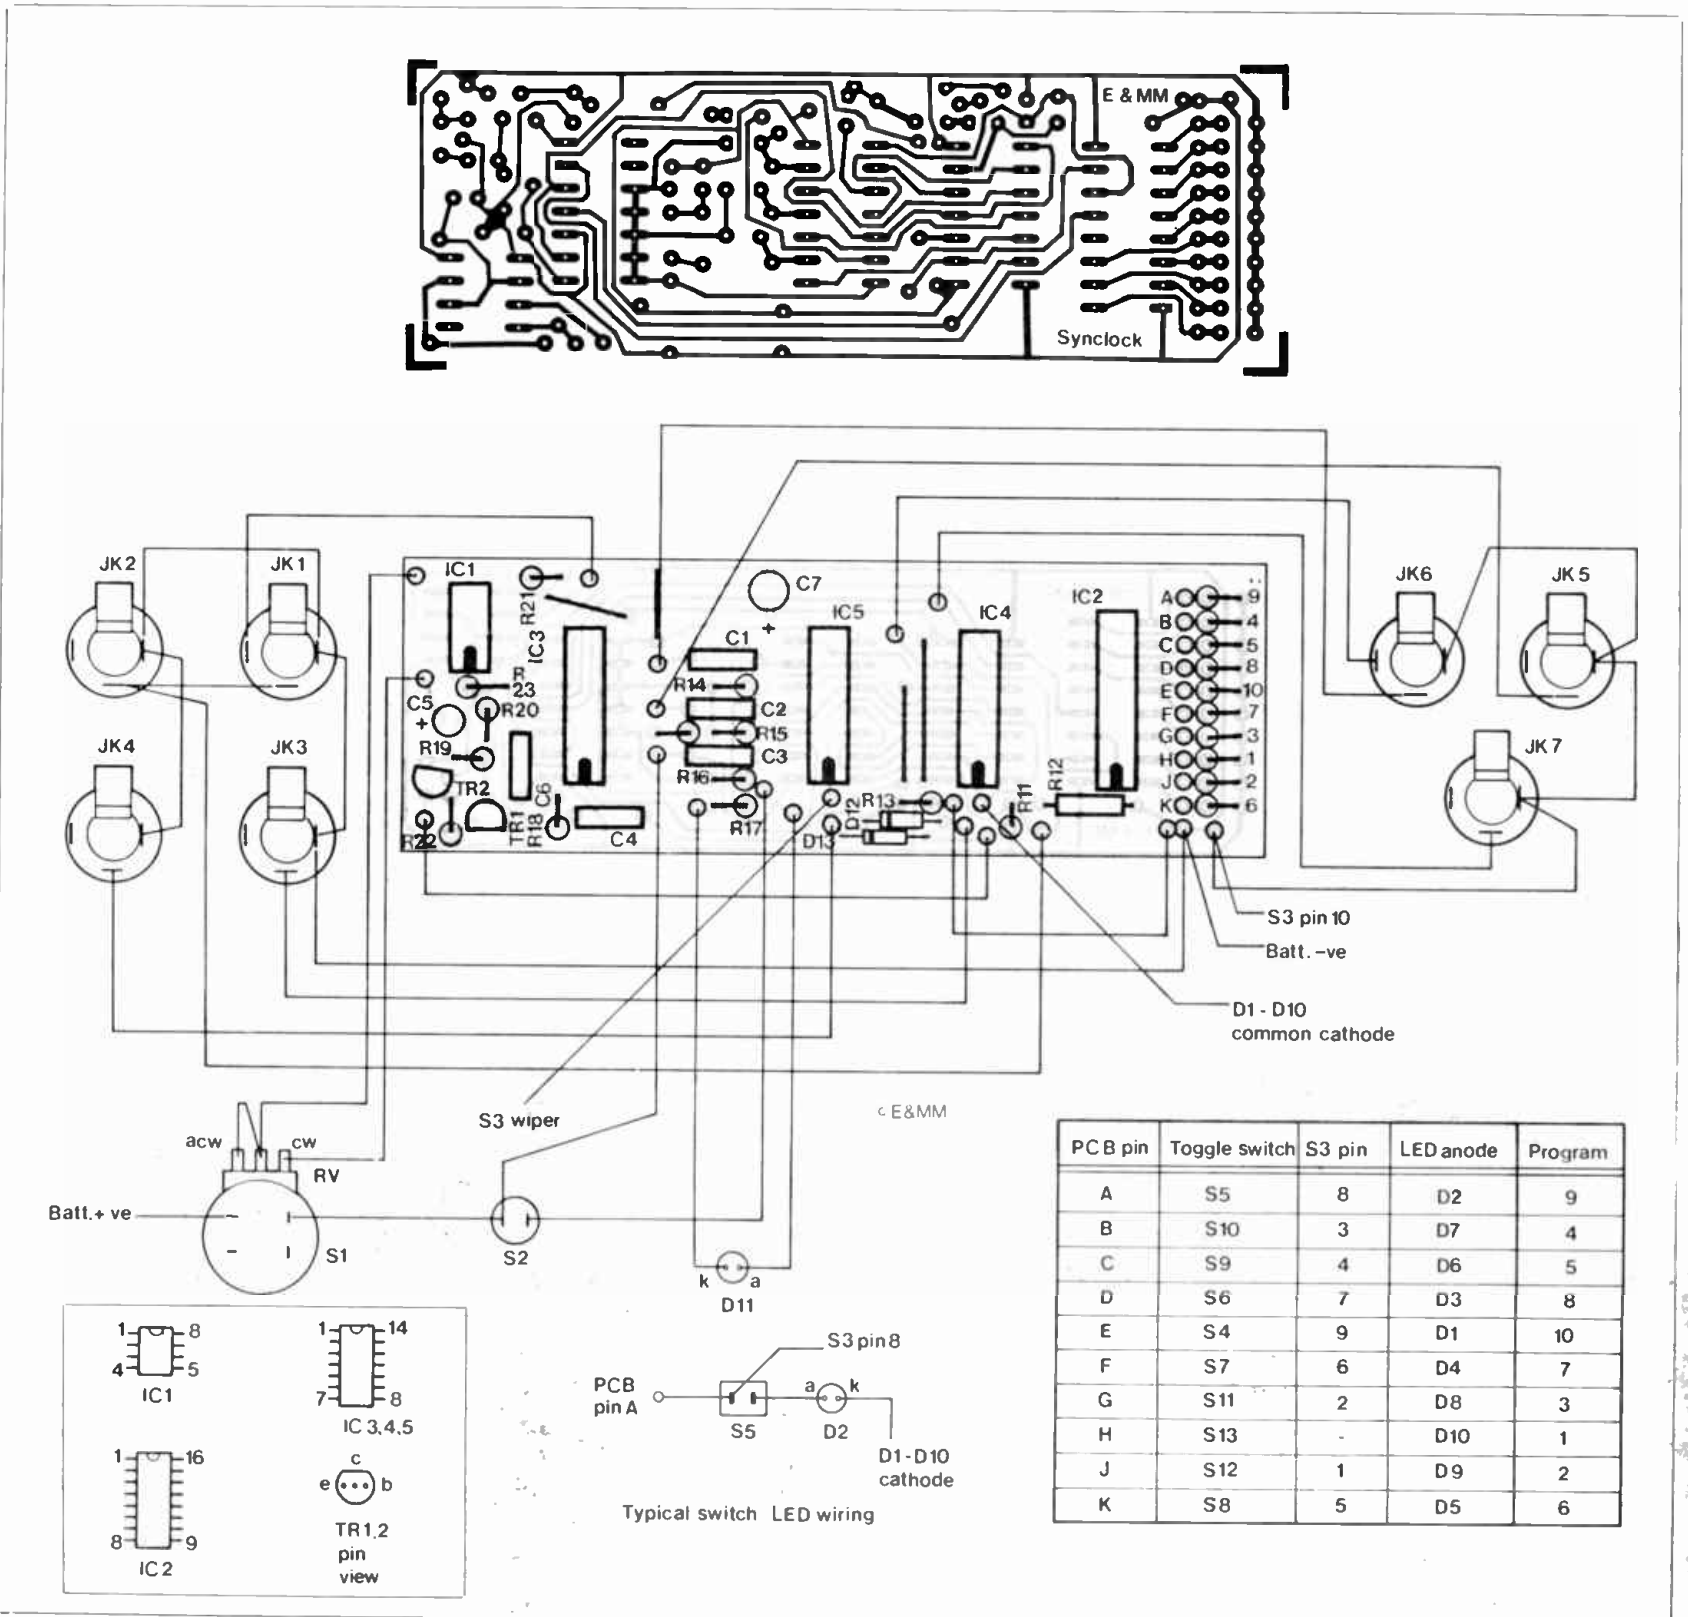 E & MM
Synclock
JK2
JK1
IC1
R21
IC3
C7
+
C1
IC5
IC4
IC2
A 9
B 4
C 5
D 8
E 10
F 7
G 3
H 1
J 2
K 6
JK6
JK5
JK7
R 23
R14
C2
C5
+
R20
R15
R19
C3
R16
JK4
JK3
TR2
C6
R12
R11
R13
D12
R17
R22
TR1
R18
C4
D13
S3 pin 10
Batt. -ve
D1 - D10
common cathode
S3 wiper
c E&MM
acw
cw
RV
Batt.+ ve
S1
S2
k
a
D11
PCB pin Toggle switch S3 pin LED anode Program
A S5 8 D2 9
B S10 3 D7 4
C S9 4 D6 5
D S6 7 D3 8
E S4 9 D1 10
F S7 6 D4 7
G S11 2 D8 3
H S13 - D10 1
J S12 1 D9 2
K S8 5 D5 6
1 8
4 5
IC1
1 14
7 8
IC 3,4,5
1 16
8 9
IC 2
c
e b
TR1,2
pin
view
S3 pin 8
PCB
pin A
S5
a k
D2
D1-D10
cathode
Typical switch LED wiring